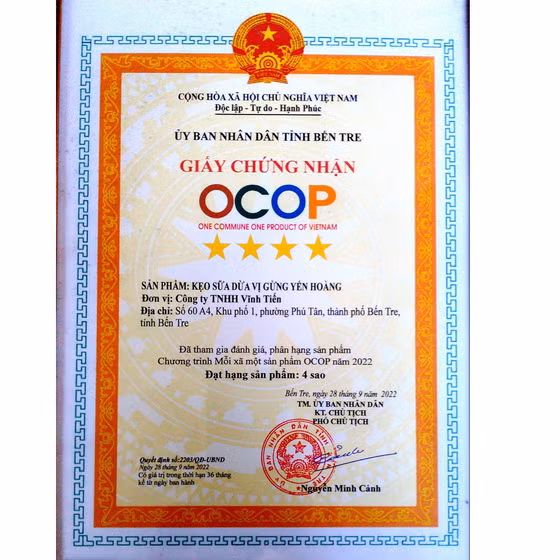 CỘNG HÒA XÃ HỘI CHỦ NGHĨA VIỆT NAM
Độc lập - Tự do - Hạnh Phúc
ỦY BAN NHÂN DÂN TỈNH BẾN TRE
GIẤY CHỨNG NHẬN
OCOP
ONE COMMUNE ONE PRODUCT OF VIETNAM
SẢN PHẨM: KẸO SỮA DỪA VỊ GỪNG YẾN HOÀNG
Đơn vị: Công ty TNHH Vĩnh Tiến
Địa chỉ: Số 60 A4, Khu phố 1, phường Phú Tân, thành phố Bến Tre,
tỉnh Bến Tre
Đã tham gia đánh giá, phân hạng sản phẩm
Chương trình Mỗi xã một sản phẩm OCOP năm 2022
Đạt hạng sản phẩm: 4 sao
Bến Tre, ngày 28 tháng 9 năm 2022
TM. ỦY BAN NHÂN DÂN
KT. CHỦ TỊCH
PHÓ CHỦ TỊCH
Quyết định số:2203/QĐ-UBND
Ngày 28 tháng 9 năm 2022
Có giá trị trong thời hạn 36 tháng
kể từ ngày ban hành
Nguyễn Minh Cảnh